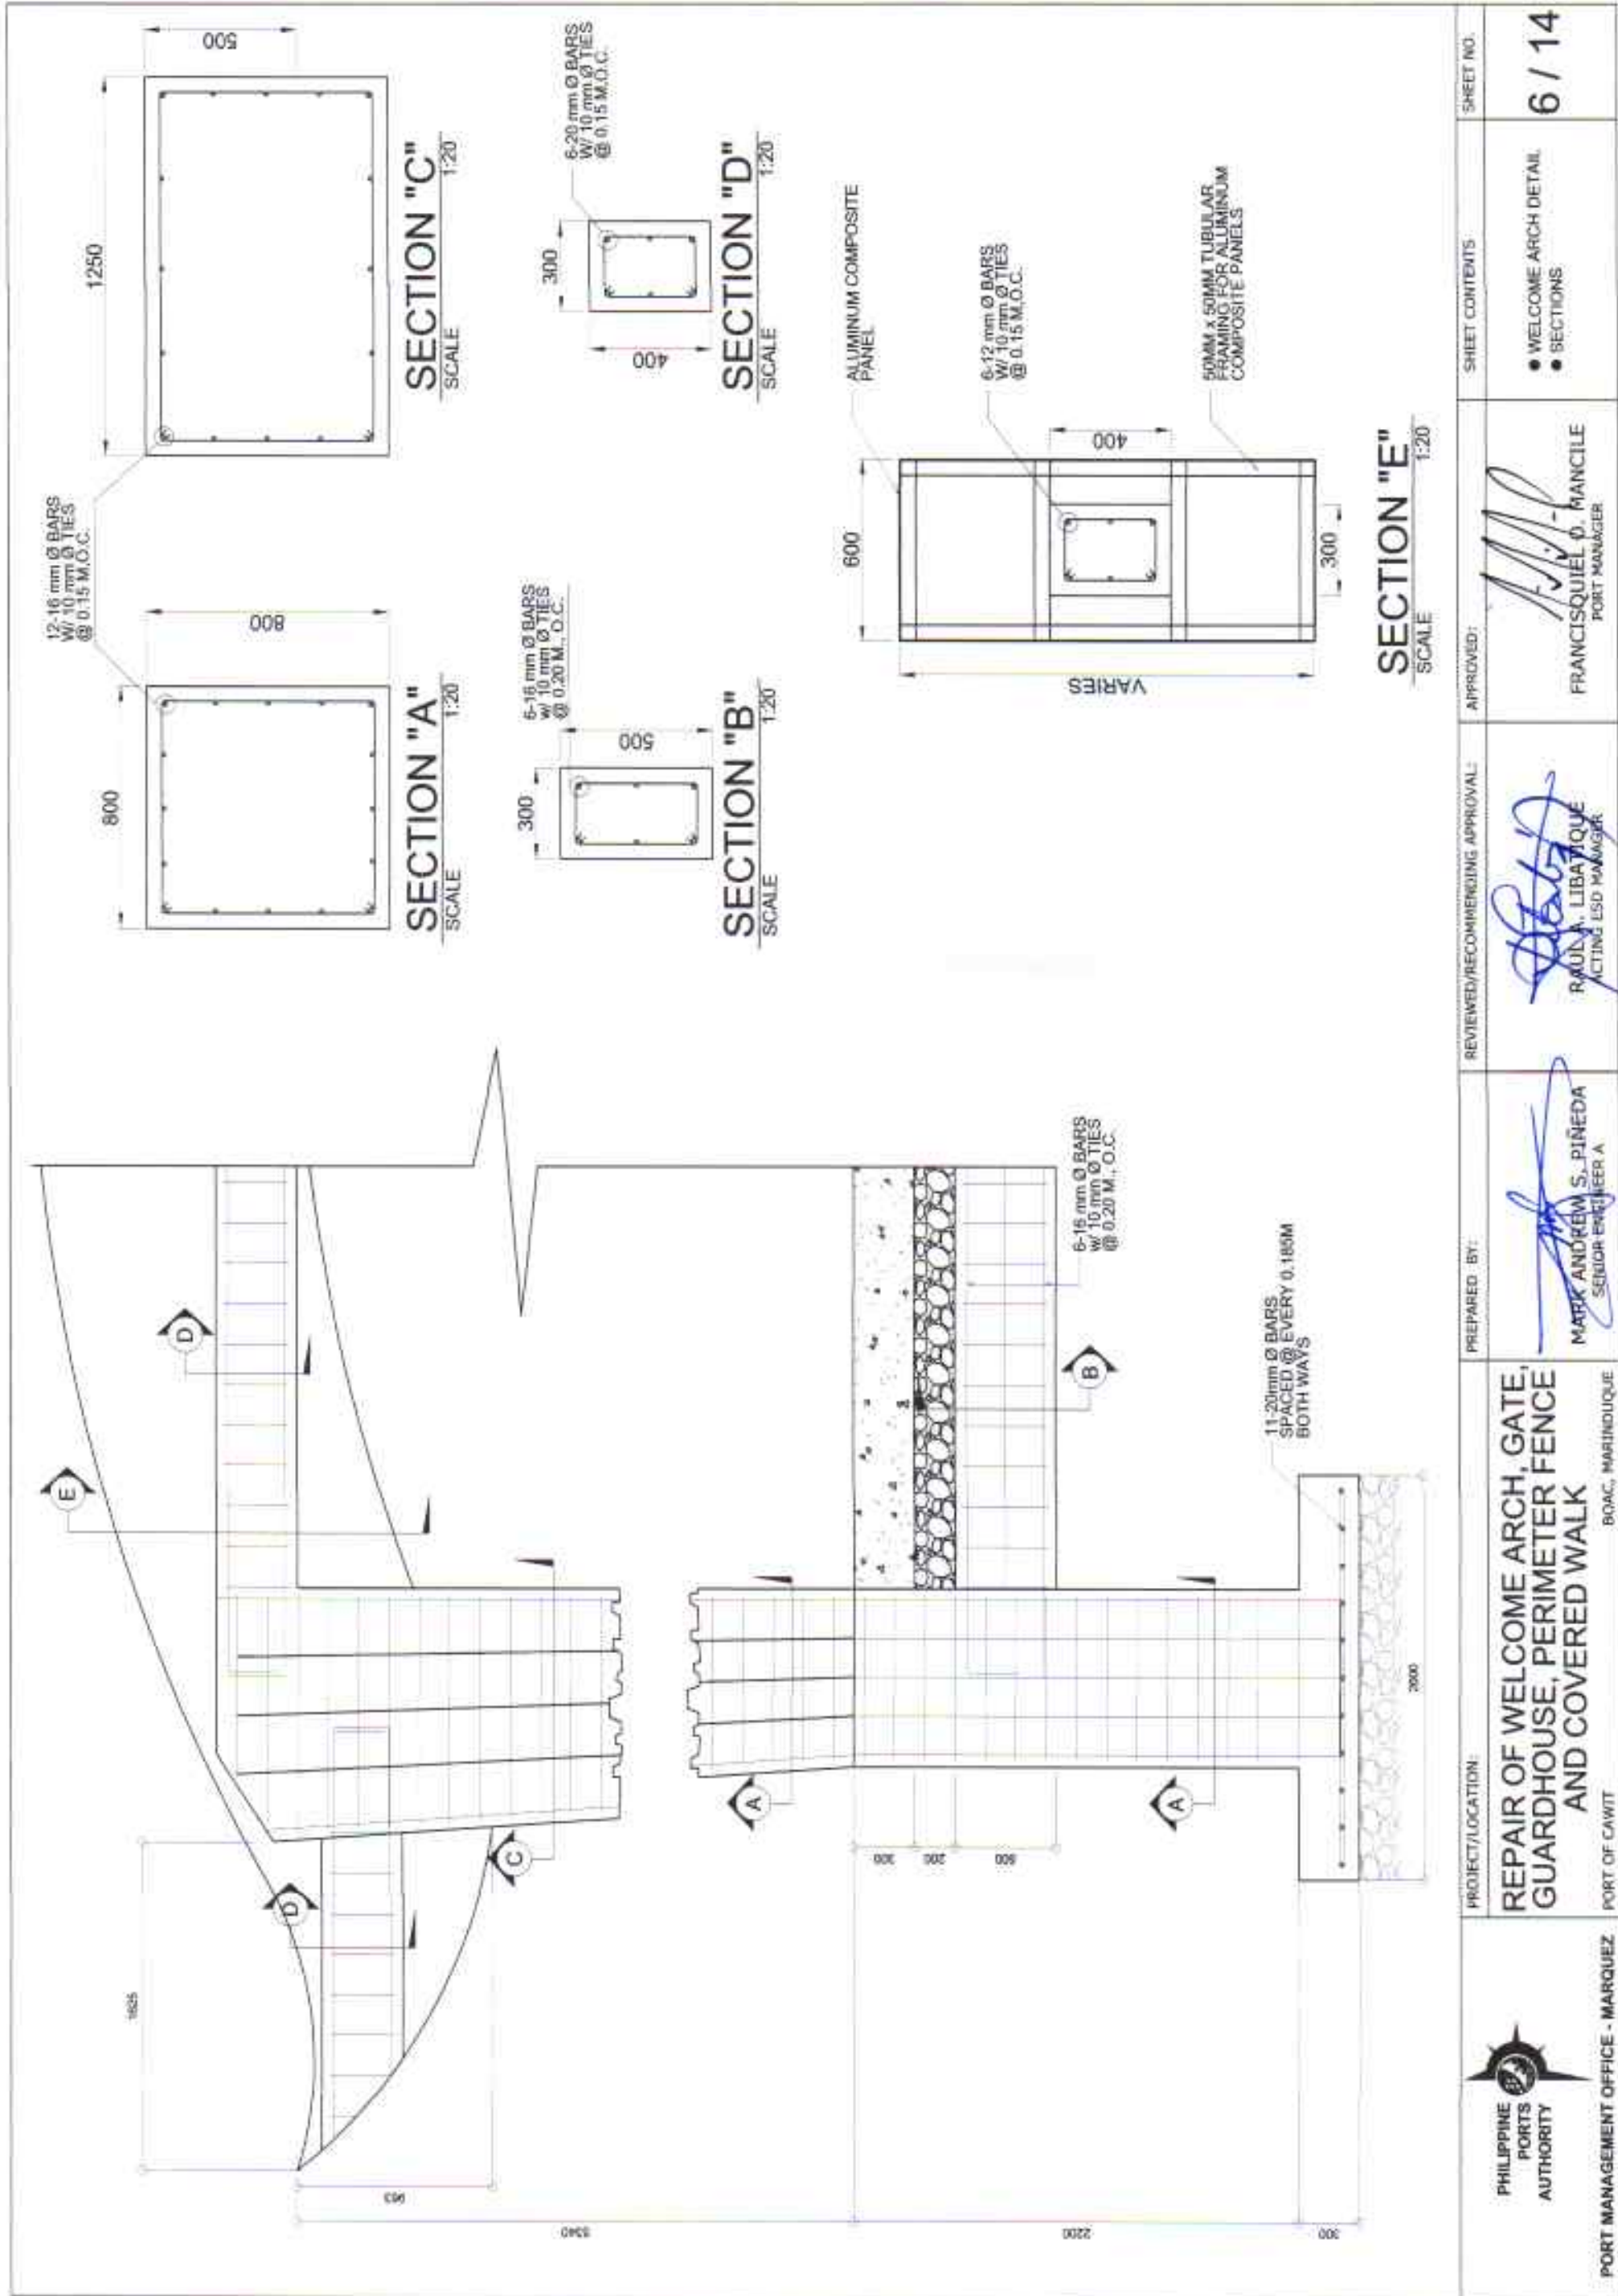 1625
963
5340
2200
300
E
D
D
C
A
A
B
300
200
500
2000
6-16 mm Ø BARS
w/ 10 mm Ø TIES
@ 0.20 M., O.C.
11-20mm Ø BARS
SPACED @ EVERY 0.185M
BOTH WAYS
12-16 mm Ø BARS
W/ 10 mm Ø TIES
@ 0.15 M.O.C.
800
800
SECTION "A"
SCALE 1:20
1250
500
SECTION "C"
SCALE 1:20
6-16 mm Ø BARS
w/ 10 mm Ø TIES
@ 0.20 M., O.C.
300
500
SECTION "B"
SCALE 1:20
6-20 mm Ø BARS
W/ 10 mm Ø TIES
@ 0.15 M.O.C.
300
400
SECTION "D"
SCALE 1:20
600
VARIES
ALUMINUM COMPOSITE
PANEL
6-12 mm Ø BARS
W/ 10 mm Ø TIES
@ 0.15 M.O.C.
400
300
50MM x 50MM TUBULAR
FRAMING FOR ALUMINUM
COMPOSITE PANELS
SECTION "E"
SCALE 1:20
PHILIPPINE
PORTS
AUTHORITY
PORT MANAGEMENT OFFICE - MARQUEZ
PROJECT/LOCATION:
REPAIR OF WELCOME ARCH, GATE,
GUARDHOUSE, PERIMETER FENCE
AND COVERED WALK
PORT OF CAWIT BOAC, MARINDUQUE
PREPARED BY:
MARK ANDREW S. PIÑEDA
SENIOR ENGINEER A
REVIEWED/RECOMMENDING APPROVAL:
RAUL A. LIBATIQUE
ACTING ESD MANAGER
APPROVED:
FRANCISQUIEL O. MANCILE
PORT MANAGER
SHEET CONTENTS
● WELCOME ARCH DETAIL
● SECTIONS
SHEET NO.
6 / 14